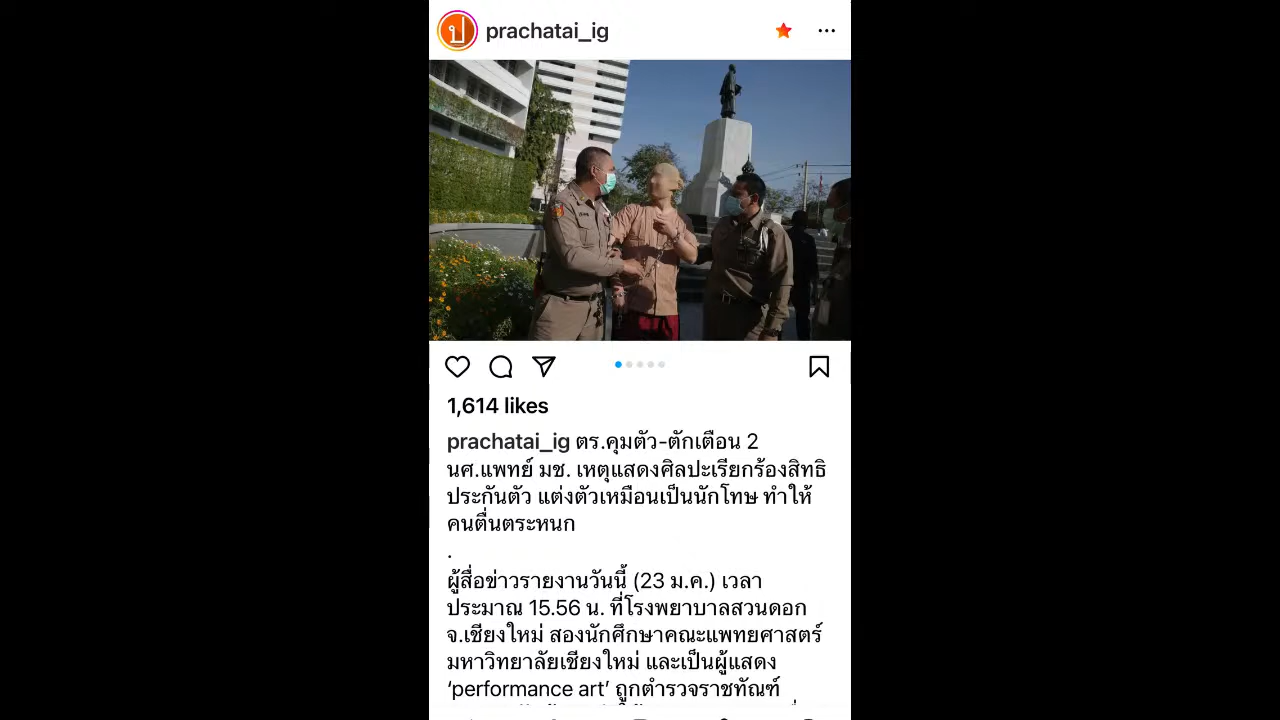 prachatai_ig
1,614 likes
prachatai_ig ตร.คุมตัว-ตักเตือน 2
นศ.แพทย์ มช. เหตุแสดงศิลปะเรียกร้องสิทธิ
ประกันตัว แต่งตัวเหมือนเป็นนักโทษ ทำให้
คนตื่นตระหนก
.
ผู้สื่อข่าวรายงานวันนี้ (23 ม.ค.) เวลา
ประมาณ 15.56 น. ที่โรงพยาบาลสวนดอก
จ.เชียงใหม่ สองนักศึกษาคณะแพทยศาสตร์
มหาวิทยาลัยเชียงใหม่ และเป็นผู้แสดง
‘performance art’ ถูกตำรวจราชทัณฑ์